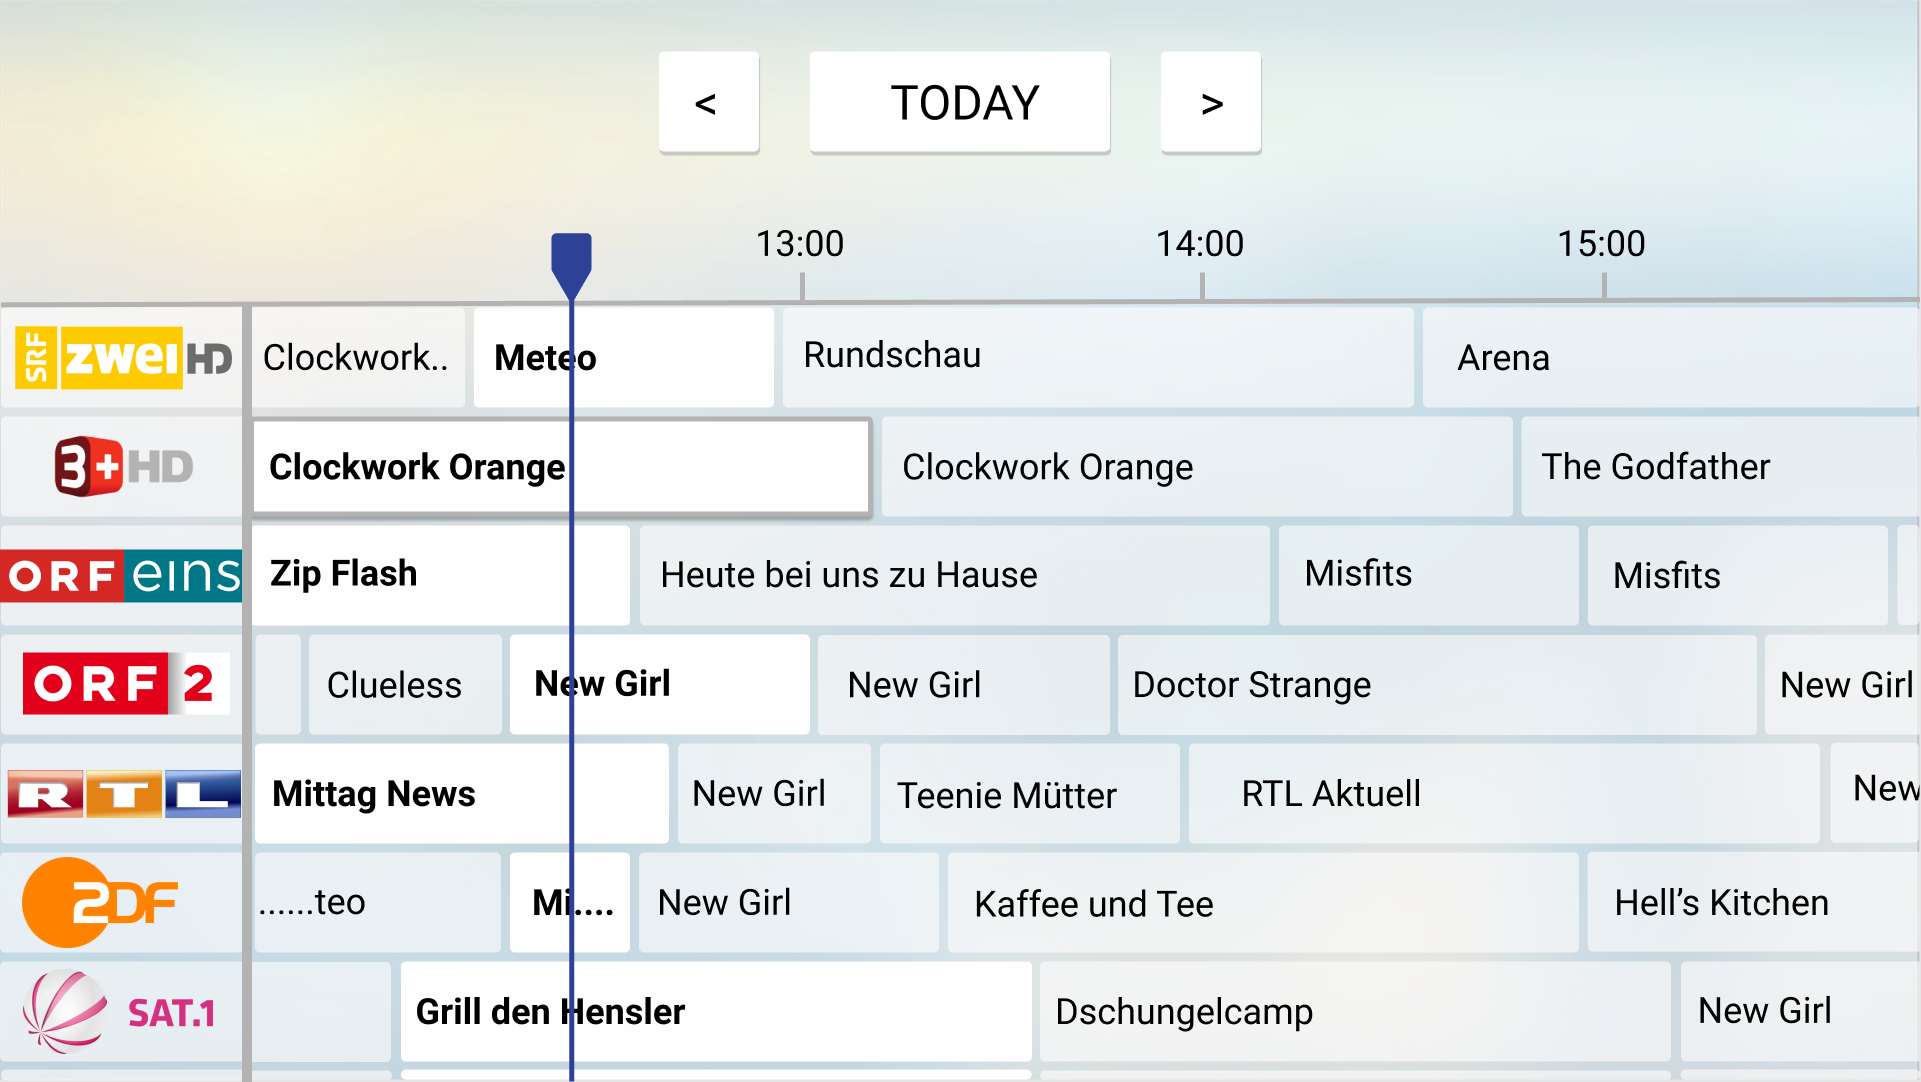 < TODAY >
13:00 14:00 15:00
SRF zwei HD Clockwork.. Meteo Rundschau Arena
3+ HD Clockwork Orange Clockwork Orange The Godfather
ORF eins Zip Flash Heute bei uns zu Hause Misfits Misfits
ORF 2 Clueless New Girl New Girl Doctor Strange New Girl
RTL Mittag News New Girl Teenie Mütter RTL Aktuell New
ZDF ......teo Mi.... New Girl Kaffee und Tee Hell’s Kitchen
SAT.1 Grill den Hensler Dschungelcamp New Girl